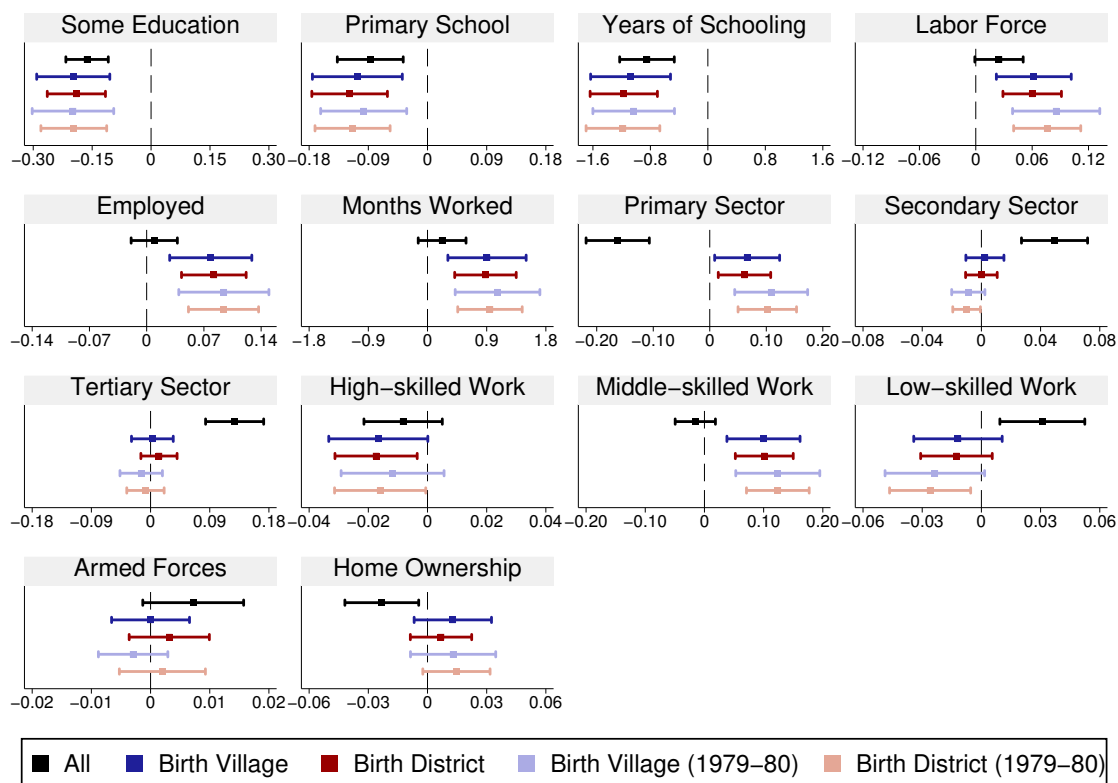 Some Education Primary School Years of Schooling Labor Force
−0.30 −0.15 0 0.15 0.30 −0.18 −0.09 0 0.09 0.18 −1.6 −0.8 0 0.8 1.6 −0.12 −0.06 0 0.06 0.12
Employed Months Worked Primary Sector Secondary Sector
−0.14 −0.07 0 0.07 0.14 −1.8 −0.9 0 0.9 1.8 −0.20 −0.10 0 0.10 0.20 −0.08 −0.04 0 0.04 0.08
Tertiary Sector High−skilled Work Middle−skilled Work Low−skilled Work
−0.18 −0.09 0 0.09 0.18 −0.04 −0.02 0 0.02 0.04 −0.20 −0.10 0 0.10 0.20 −0.06 −0.03 0 0.03 0.06
Armed Forces Home Ownership
−0.02 −0.01 0 0.01 0.02 −0.06 −0.03 0 0.03 0.06
All Birth Village Birth District Birth Village (1979−80) Birth District (1979−80)